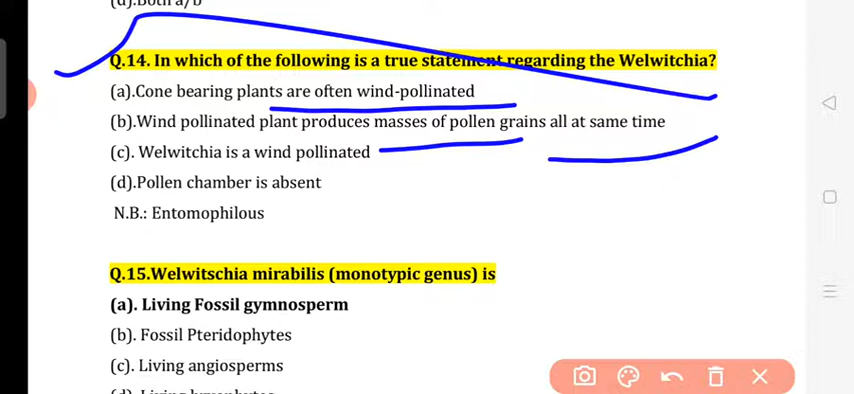 (d).Both a/b
Q.14. In which of the following is a true statement regarding the Welwitchia?
(a).Cone bearing plants are often wind-pollinated
(b).Wind pollinated plant produces masses of pollen grains all at same time
(c). Welwitchia is a wind pollinated
(d).Pollen chamber is absent
N.B.: Entomophilous
Q.15.Welwitschia mirabilis (monotypic genus) is
(a). Living Fossil gymnosperm
(b). Fossil Pteridophytes
(c). Living angiosperms
(d). Living